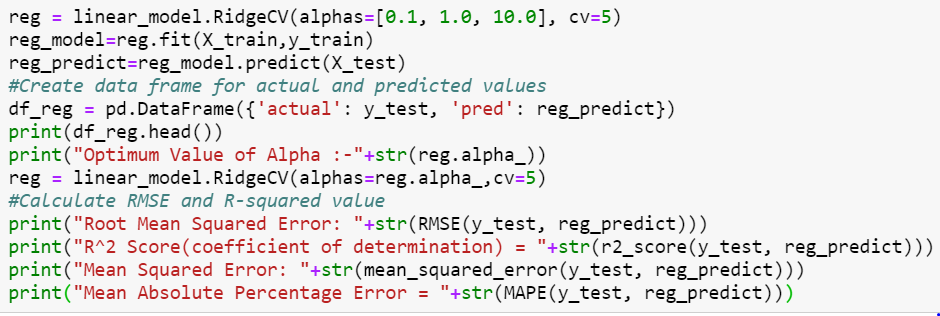 reg = linear_model.RidgeCV(alphas=[0.1, 1.0, 10.0], cv=5)
reg_model=reg.fit(X_train,y_train)
reg_predict=reg_model.predict(X_test)
#Create data frame for actual and predicted values
df_reg = pd.DataFrame({'actual': y_test, 'pred': reg_predict})
print(df_reg.head())
print("Optimum Value of Alpha :-"+str(reg.alpha_))
reg = linear_model.RidgeCV(alphas=reg.alpha_,cv=5)
#Calculate RMSE and R-squared value
print("Root Mean Squared Error: "+str(RMSE(y_test, reg_predict)))
print("R^2 Score(coefficient of determination) = "+str(r2_score(y_test, reg_predict)))
print("Mean Squared Error: "+str(mean_squared_error(y_test, reg_predict)))
print("Mean Absolute Percentage Error = "+str(MAPE(y_test, reg_predict)))